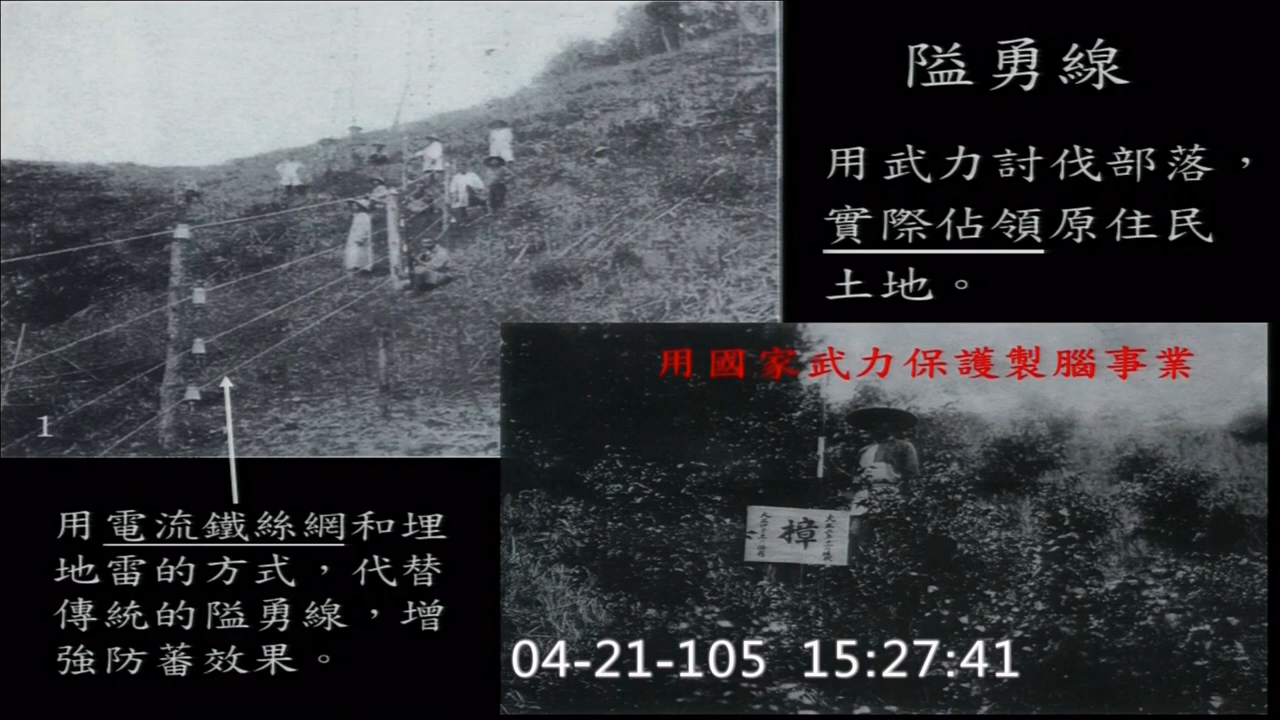 隘勇線
用武力討伐部落，
實際佔領原住民
土地。
1
用國家武力保護製腦事業
樟
用電流鐵絲網和埋
地雷的方式，代替
傳統的隘勇線，增
強防蕃效果。
04-21-105 15:27:41